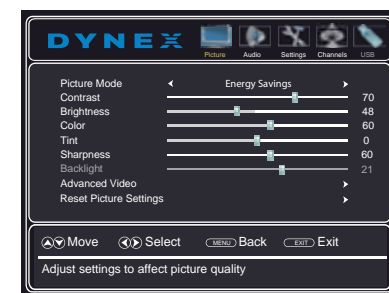 DYNEX
Picture Audio Settings Channels USB
Picture Mode Energy Savings
Contrast 70
Brightness 48
Color 60
Tint 0
Sharpness 60
Backlight 21
Advanced Video
Reset Picture Settings
Move Select MENU Back EXIT Exit
Adjust settings to affect picture quality